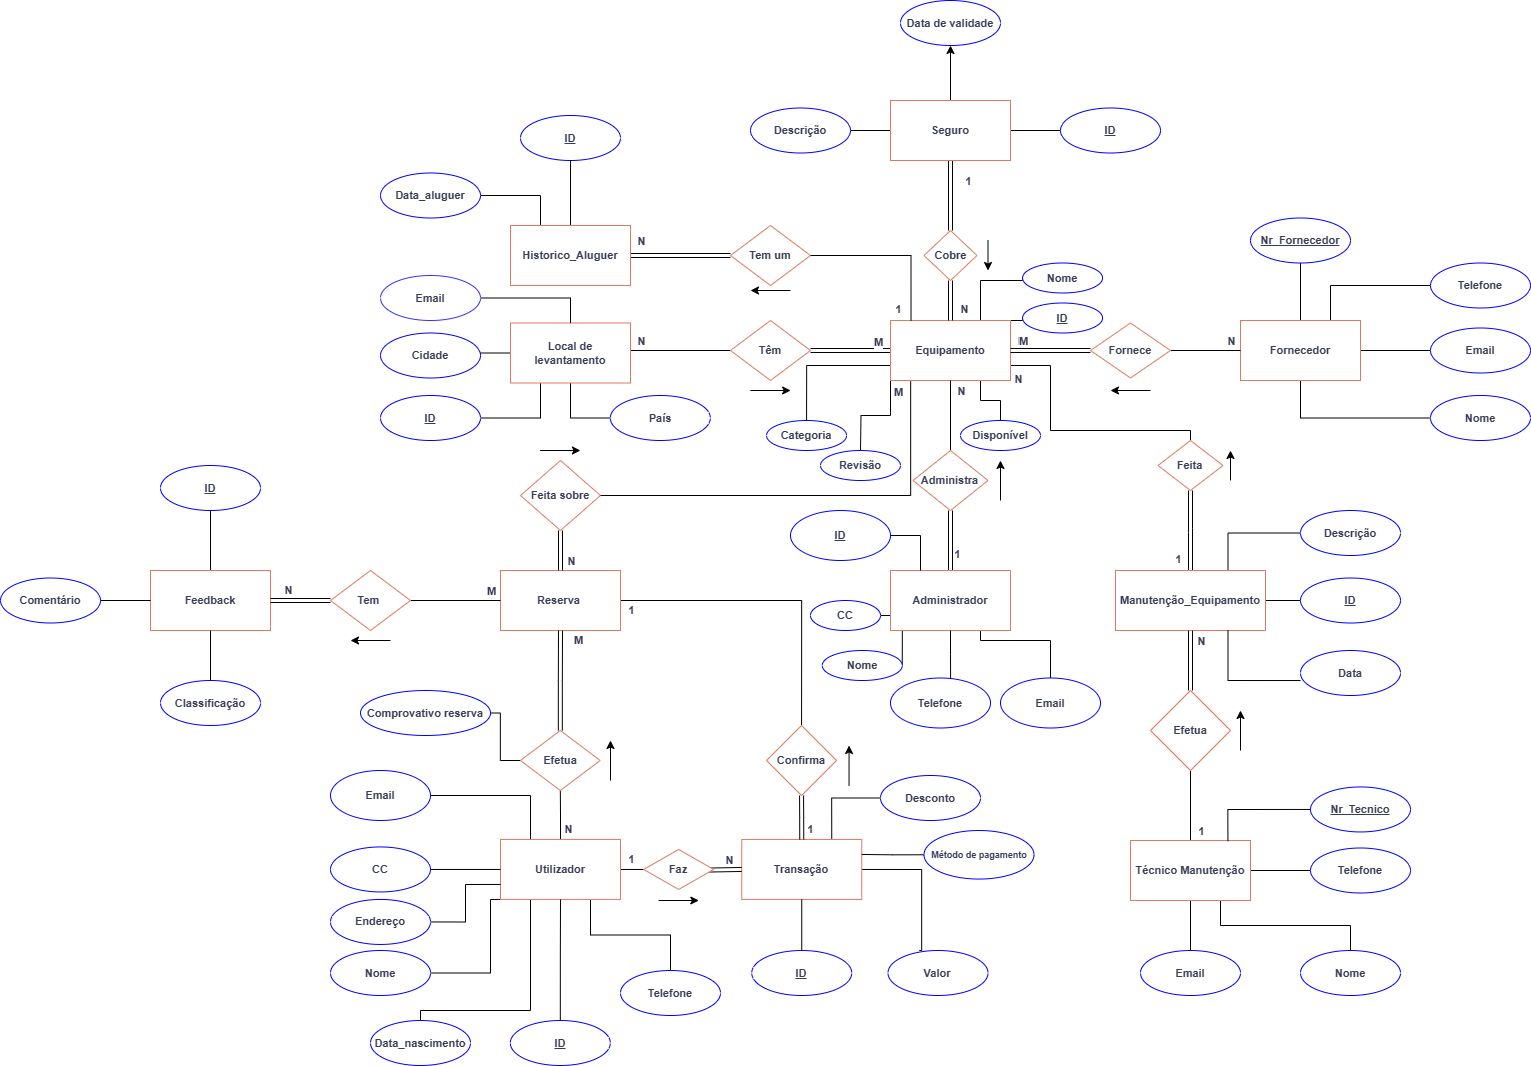 Data de validade
Descrição
Seguro
ID
ID
1
Data_aluguer
Nr_Fornecedor
N
Historico_Aluguer
Tem um
Cobre
Nome
Telefone
Email
1
N
ID
M
M
N
N
Cidade
Local de
levantamento
Têm
Equipamento
Fornece
Fornecedor
Email
N
M
N
ID
País
Categoria
Disponível
Nome
Revisão
Feita
Administra
ID
Feita sobre
Descrição
ID
N
1
1
N
M
Comentário
Feedback
Tem
Reserva
1
Administrador
Manutenção_Equipamento
ID
CC
M
N
Nome
Data
Classificação
Comprovativo reserva
Telefone
Email
Efetua
Efetua
Confirma
Email
Desconto
Nr_Tecnico
N
1
1
Método de pagamento
1
N
CC
Utilizador
Faz
Transação
Técnico Manutenção
Telefone
Endereço
Nome
ID
Valor
Email
Nome
Telefone
Data_nascimento
ID